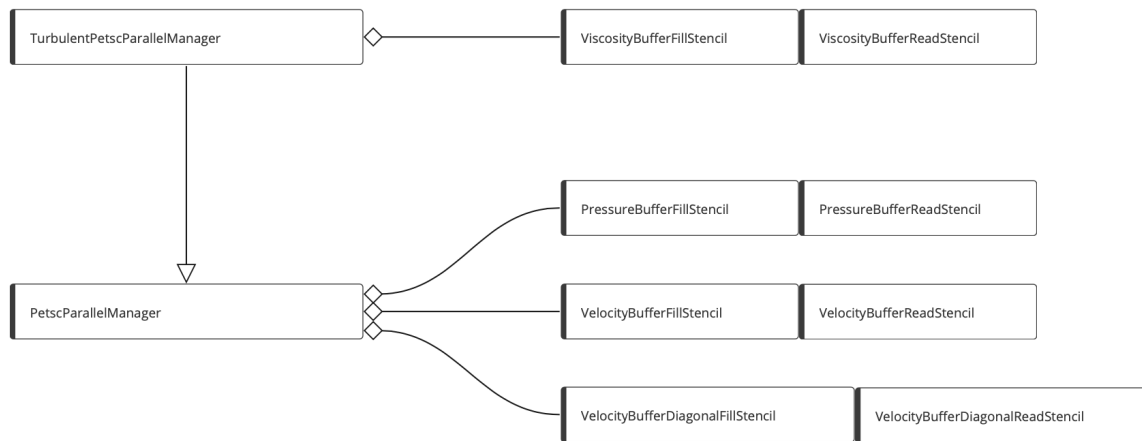 TurbulentPetscParallelManager
ViscosityBufferFillStencil
ViscosityBufferReadStencil
PressureBufferFillStencil
PressureBufferReadStencil
PetscParallelManager
VelocityBufferFillStencil
VelocityBufferReadStencil
VelocityBufferDiagonalFillStencil
VelocityBufferDiagonalReadStencil